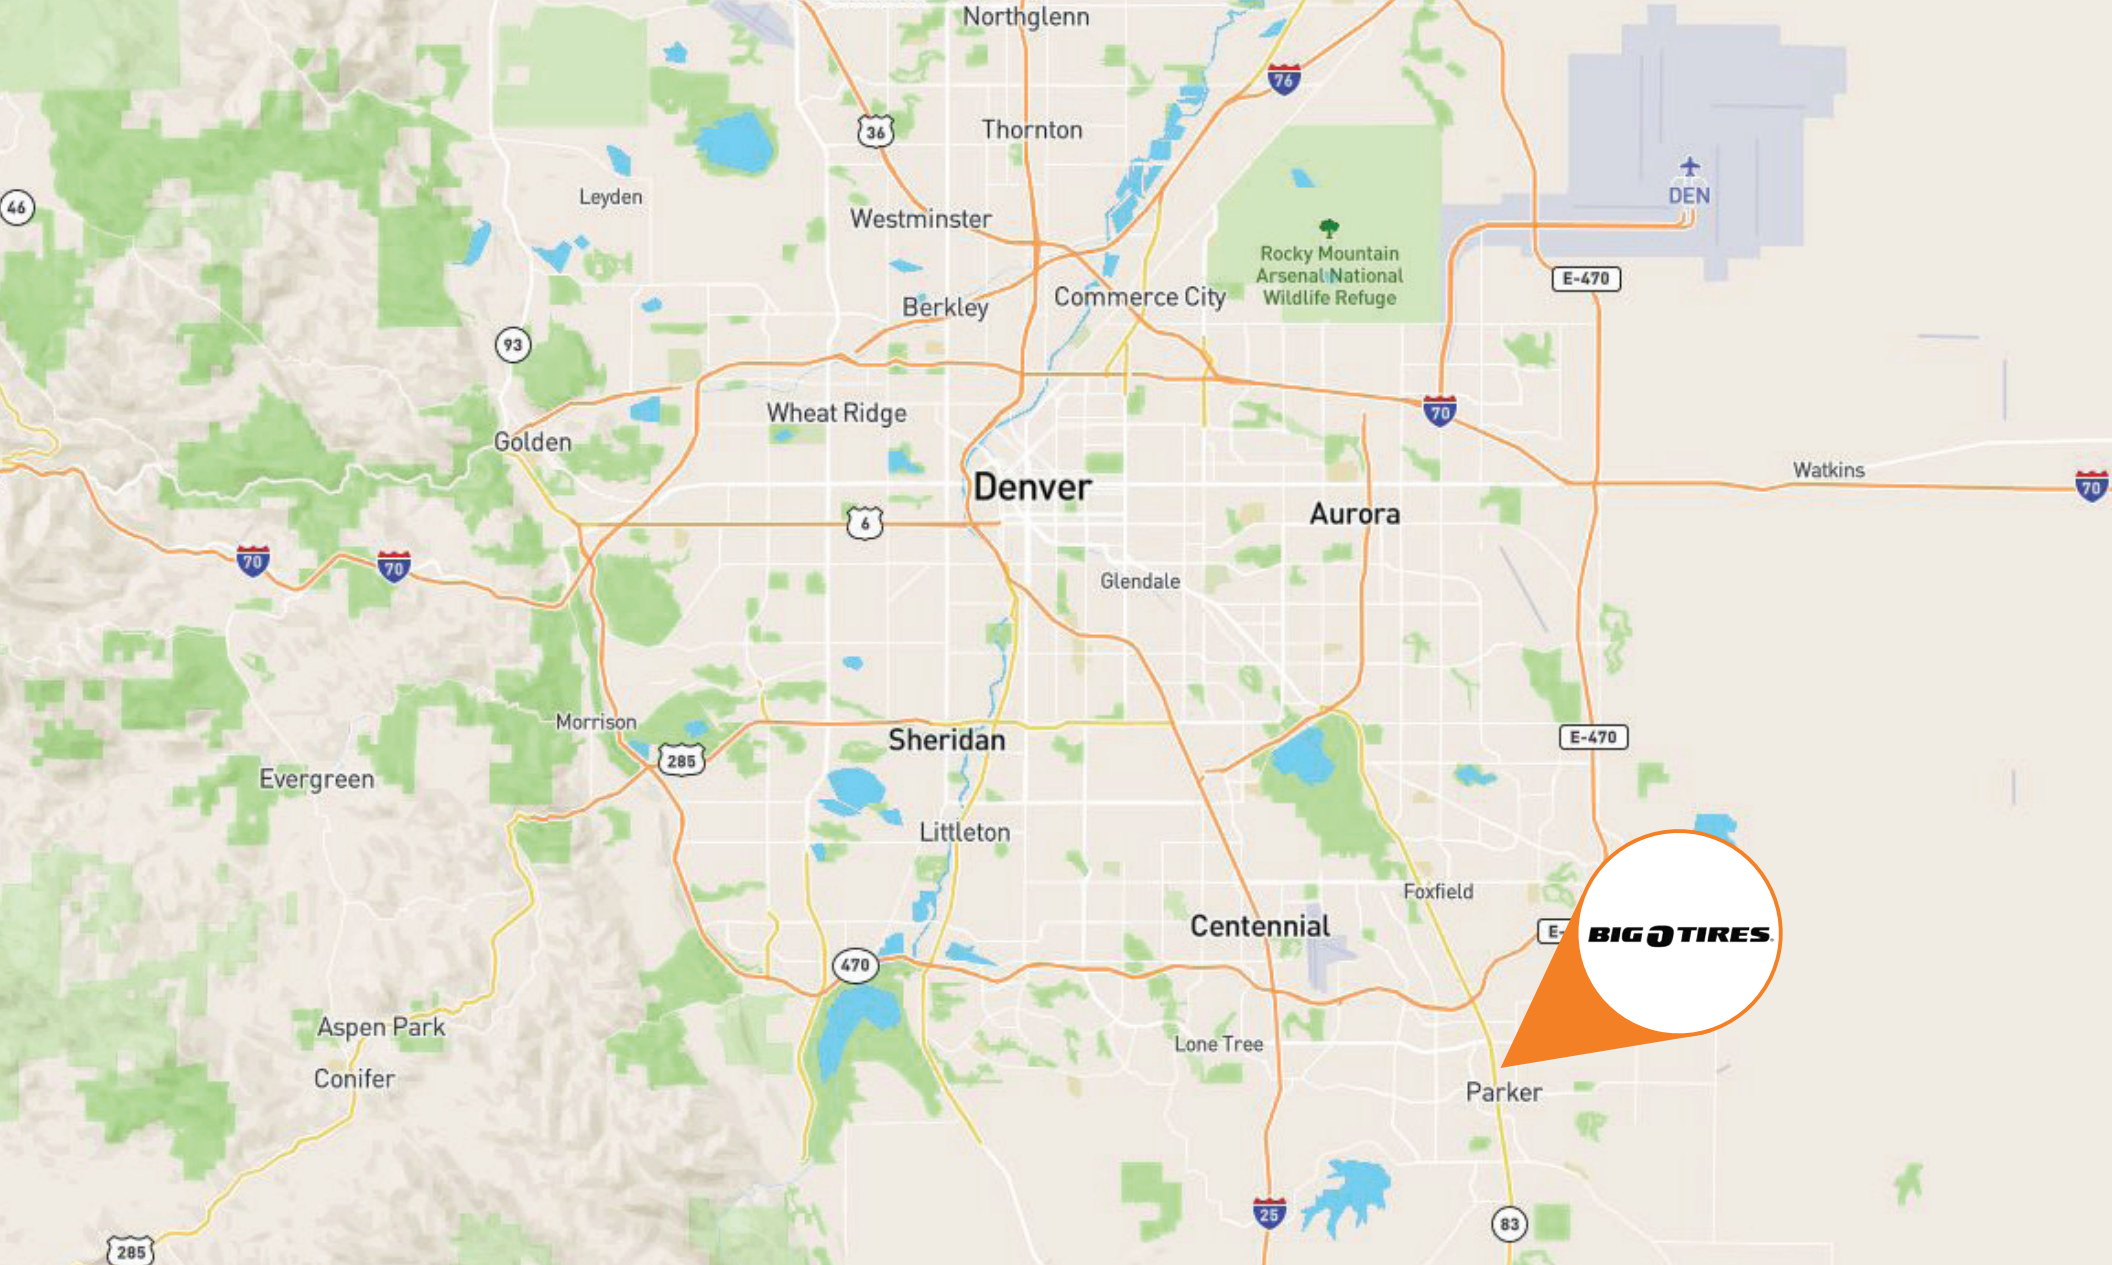 Northglenn
76
36
Thornton
Leyden
DEN
46
Westminster
Rocky Mountain
Arsenal National
Wildlife Refuge
E-470
Commerce City
Berkley
93
70
Wheat Ridge
Golden
Watkins
70
Denver
Aurora
6
70
70
Glendale
Morrison
E-470
Sheridan
285
Evergreen
Littleton
Foxfield
Centennial
E-
BIG O TIRES
470
Aspen Park
Lone Tree
Conifer
Parker
25
83
285